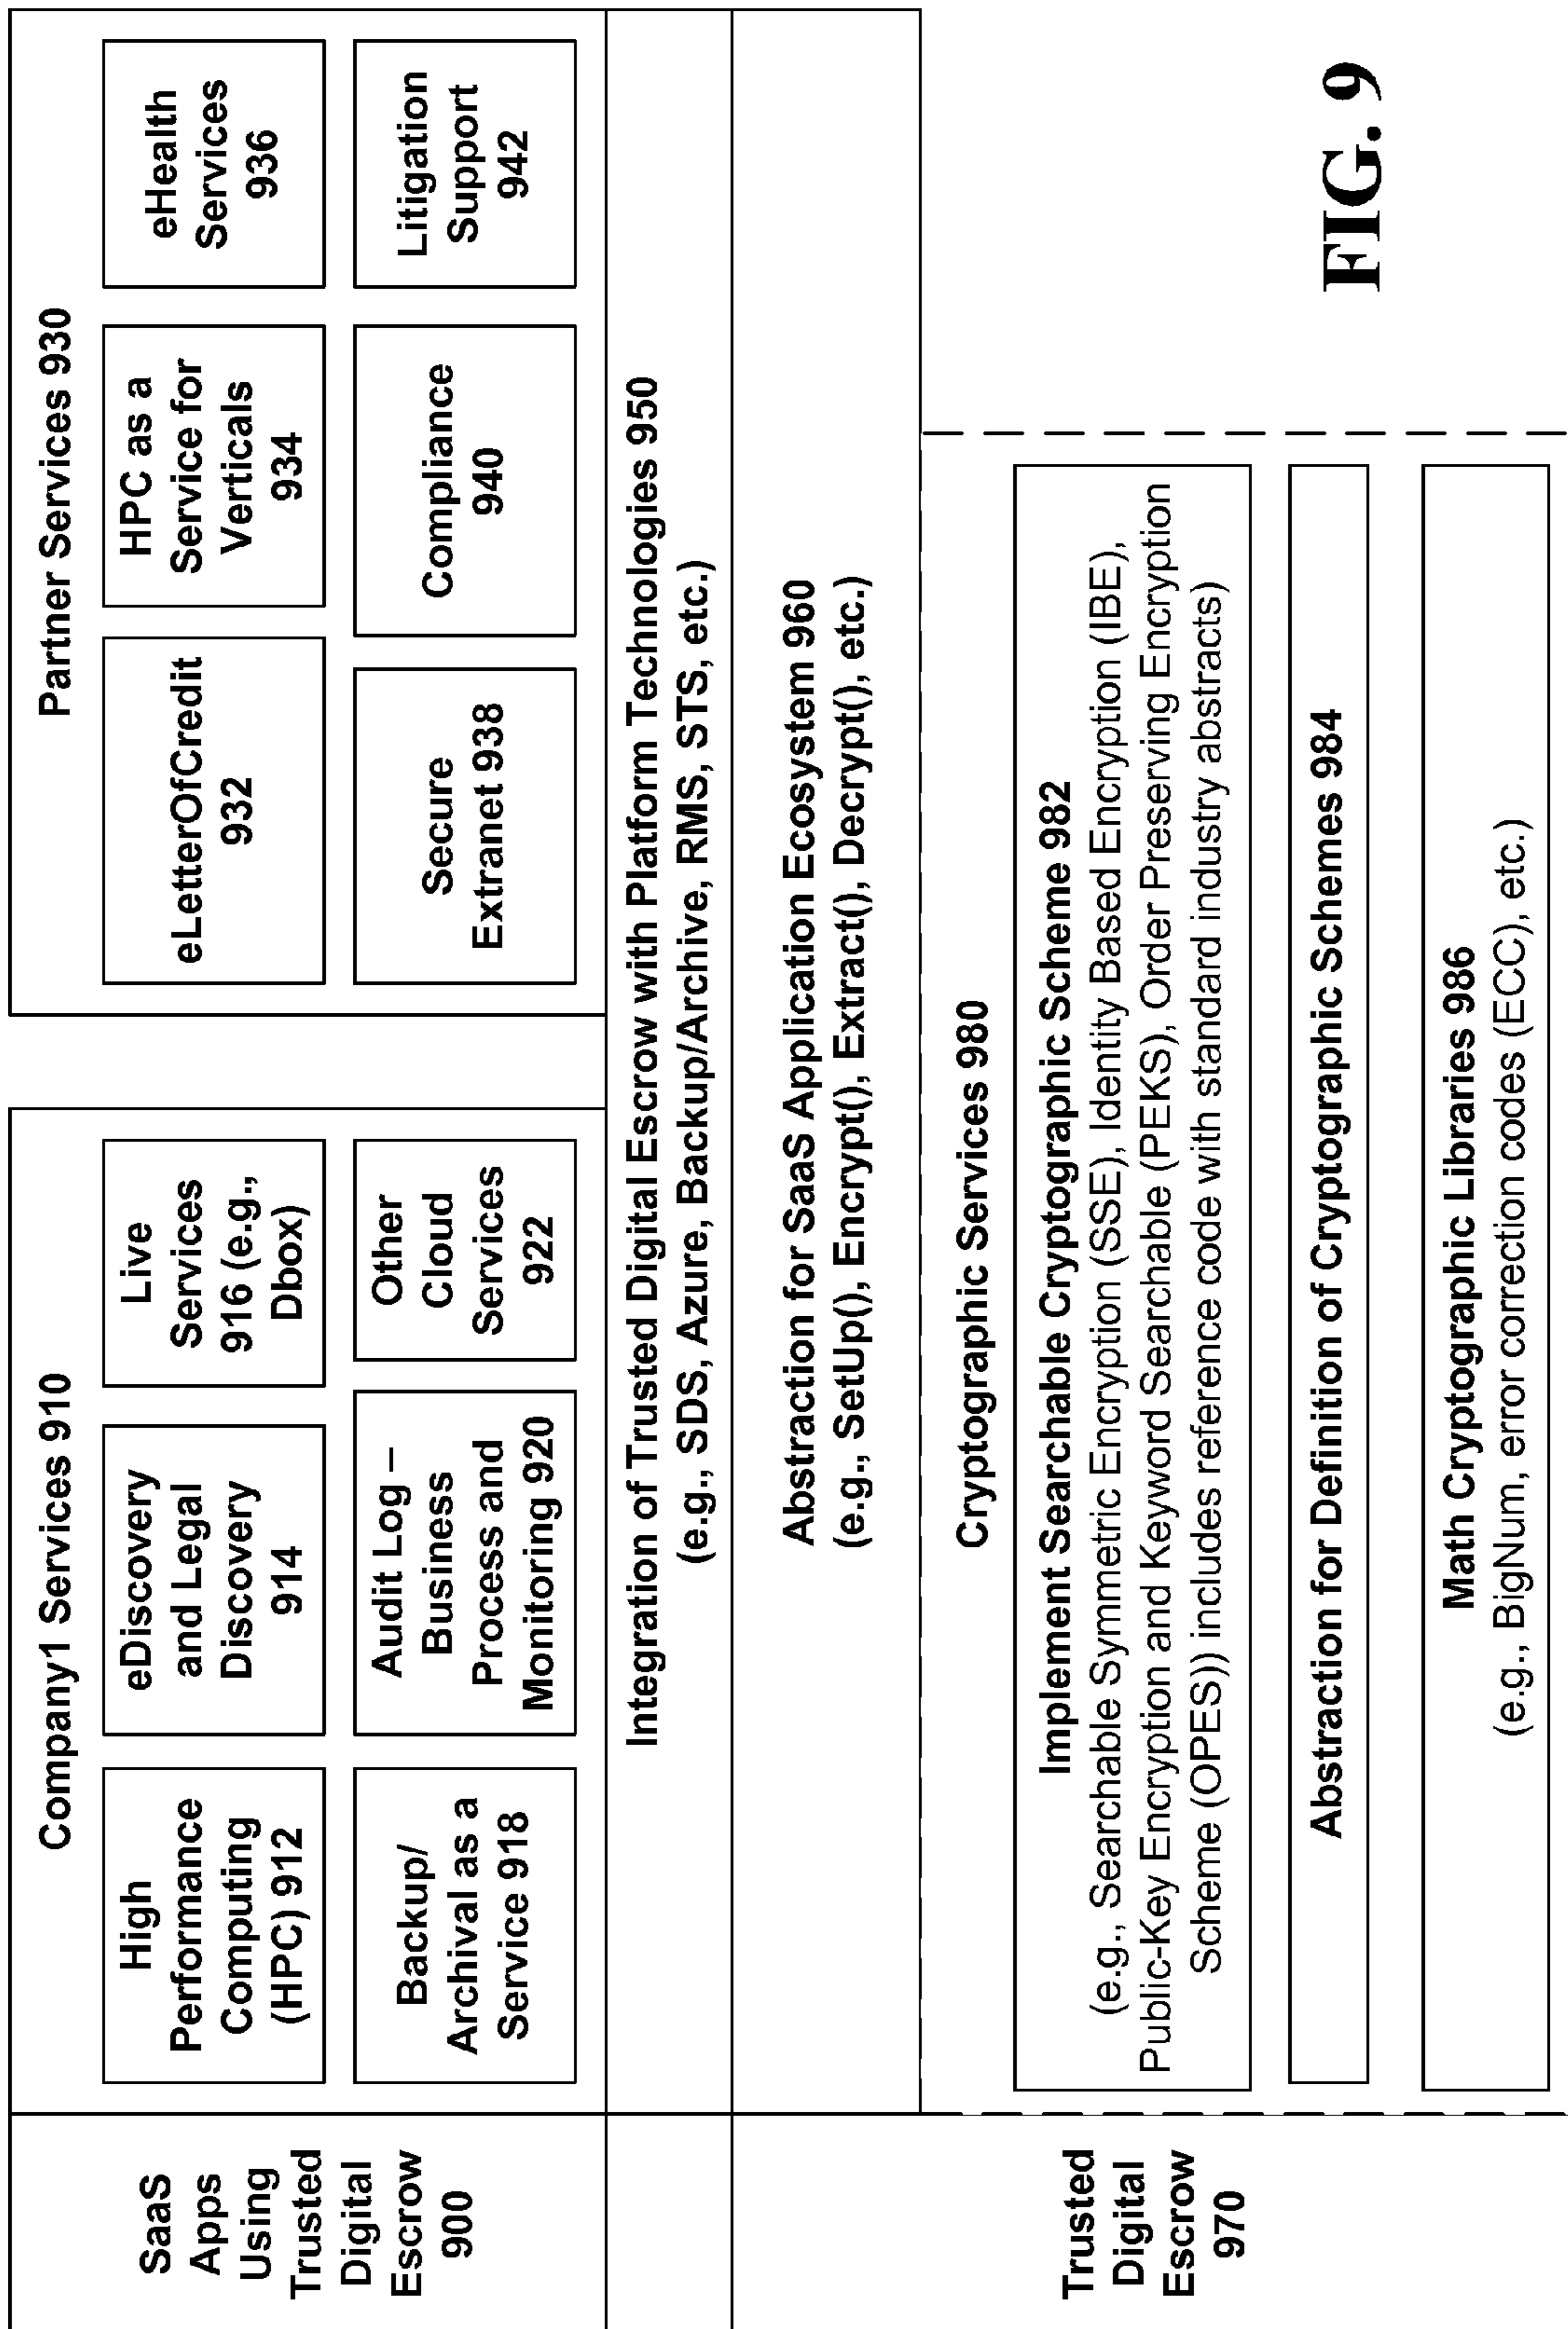 SaaS
Apps
Using
Trusted
Digital
Escrow
900
Company1 Services 910
High
Performance
Computing
(HPC) 912
eDiscovery
and Legal
Discovery
914
Live
Services
916 (e.g.,
Dbox)
Backup/
Archival as a
Service 918
Audit Log –
Business
Process and
Monitoring 920
Other
Cloud
Services
922
Partner Services 930
eLetterOfCredit
932
HPC as a
Service for
Verticals
934
eHealth
Services
936
Secure
Extranet 938
Compliance
940
Litigation
Support
942
Integration of Trusted Digital Escrow with Platform Technologies 950
(e.g., SDS, Azure, Backup/Archive, RMS, STS, etc.)
Trusted
Digital
Escrow
970
Abstraction for SaaS Application Ecosystem 960
(e.g., SetUp(), Encrypt(), Extract(), Decrypt(), etc.)
Cryptographic Services 980
Implement Searchable Cryptographic Scheme 982
(e.g., Searchable Symmetric Encryption (SSE), Identity Based Encryption (IBE),
Public-Key Encryption and Keyword Searchable (PEKS), Order Preserving Encryption
Scheme (OPES)) includes reference code with standard industry abstracts)
Abstraction for Definition of Cryptographic Schemes 984
Math Cryptographic Libraries 986
(e.g., BigNum, error correction codes (ECC), etc.)
FIG. 9